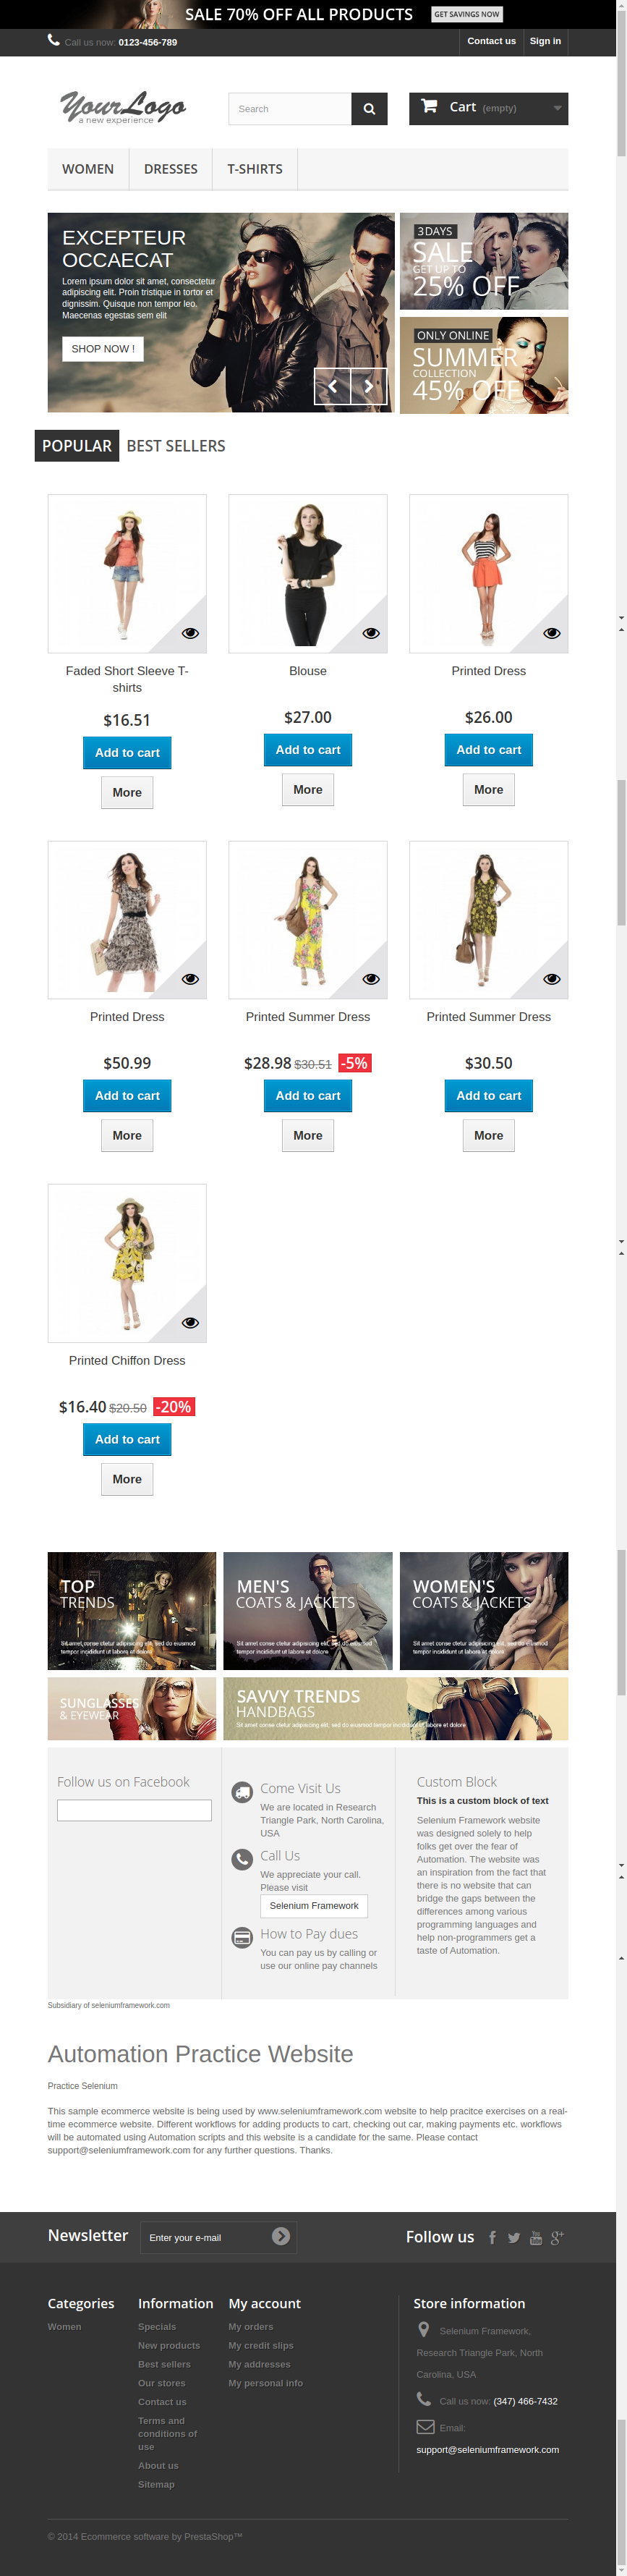 SALE 70% OFF ALL PRODUCTS GET SAVINGS NOW
Call us now: 0123-456-789
Contact us
Sign in
YourLogo
a new experience
Search
Cart (empty)
WOMEN
DRESSES
T-SHIRTS
EXCEPTEUR
OCCAECAT
Lorem ipsum dolor sit amet, consectetur
adipiscing elit. Proin tristique in tortor et
dignissim. Quisque non tempor leo.
Maecenas egestas sem elit
SHOP NOW !
3DAYS
SALE
GET UP TO
25% OFF
ONLY ONLINE
SUMMER
COLLECTION
45% OFF
POPULAR
BEST SELLERS
Faded Short Sleeve T-
shirts
$16.51
Add to cart
More
Blouse
$27.00
Add to cart
More
Printed Dress
$26.00
Add to cart
More
Printed Dress
$50.99
Add to cart
More
Printed Summer Dress
$28.98 $30.51 -5%
Add to cart
More
Printed Summer Dress
$30.50
Add to cart
More
Printed Chiffon Dress
$16.40 $20.50 -20%
Add to cart
More
TOP
TRENDS
Sit amet conse ctetur adipisicing elit, sed do eiusmod
tempor incididunt ut labore et dolore
MEN'S
COATS & JACKETS
Sit amet conse ctetur adipisicing elit, sed do eiusmod
tempor incididunt ut labore et dolore
WOMEN'S
COATS & JACKETS
Sit amet conse ctetur adipisicing elit, sed do eiusmod
tempor incididunt ut labore et dolore
SUNGLASSES
& EYEWEAR
SAVVY TRENDS
HANDBAGS
Sit amet conse ctetur adipisicing elit, sed do eiusmod tempor incididunt ut labore et dolore
Follow us on Facebook
Come Visit Us
We are located in Research
Triangle Park, North Carolina,
USA
Call Us
We appreciate your call.
Please visit
Selenium Framework
How to Pay dues
You can pay us by calling or
use our online pay channels
Custom Block
This is a custom block of text
Selenium Framework website
was designed solely to help
folks get over the fear of
Automation. The website was
an inspiration from the fact that
there is no website that can
bridge the gaps between the
differences among various
programming languages and
help non-programmers get a
taste of Automation.
Subsidiary of seleniumframework.com
Automation Practice Website
Practice Selenium
This sample ecommerce website is being used by www.seleniumframework.com website to help pracitce exercises on a real-
time ecommerce website. Different workflows for adding products to cart, checking out car, making payments etc. workflows
will be automated using Automation scripts and this website is a candidate for the same. Please contact
support@seleniumframework.com for any further questions. Thanks.
Newsletter
Enter your e-mail
Follow us
Categories
Women
Information
Specials
New products
Best sellers
Our stores
Contact us
Terms and
conditions of
use
About us
Sitemap
My account
My orders
My credit slips
My addresses
My personal info
Store information
Selenium Framework,
Research Triangle Park, North
Carolina, USA
Call us now: (347) 466-7432
Email:
support@seleniumframework.com
© 2014 Ecommerce software by PrestaShop™